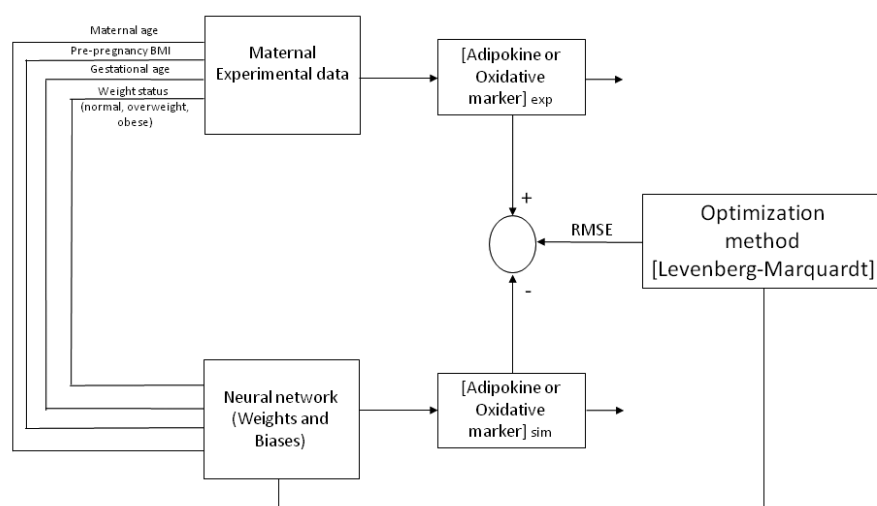 Maternal age
Pre-pregnancy BMI
Gestational age
Weight status
(normal, overweight,
obese)
Maternal
Experimental data
[Adipokine or
Oxidative
marker] exp
+
RMSE
Optimization
method
[Levenberg-Marquardt]
-
Neural network
(Weights and
Biases)
[Adipokine or
Oxidative
marker] sim